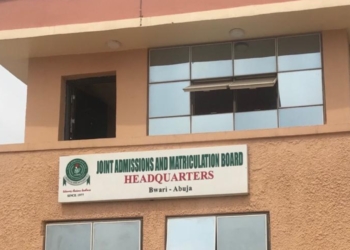 JOINT ADMISSIONS AND MATRICULATION BOARD
HEADQUARTERS
Bwari - Abuja